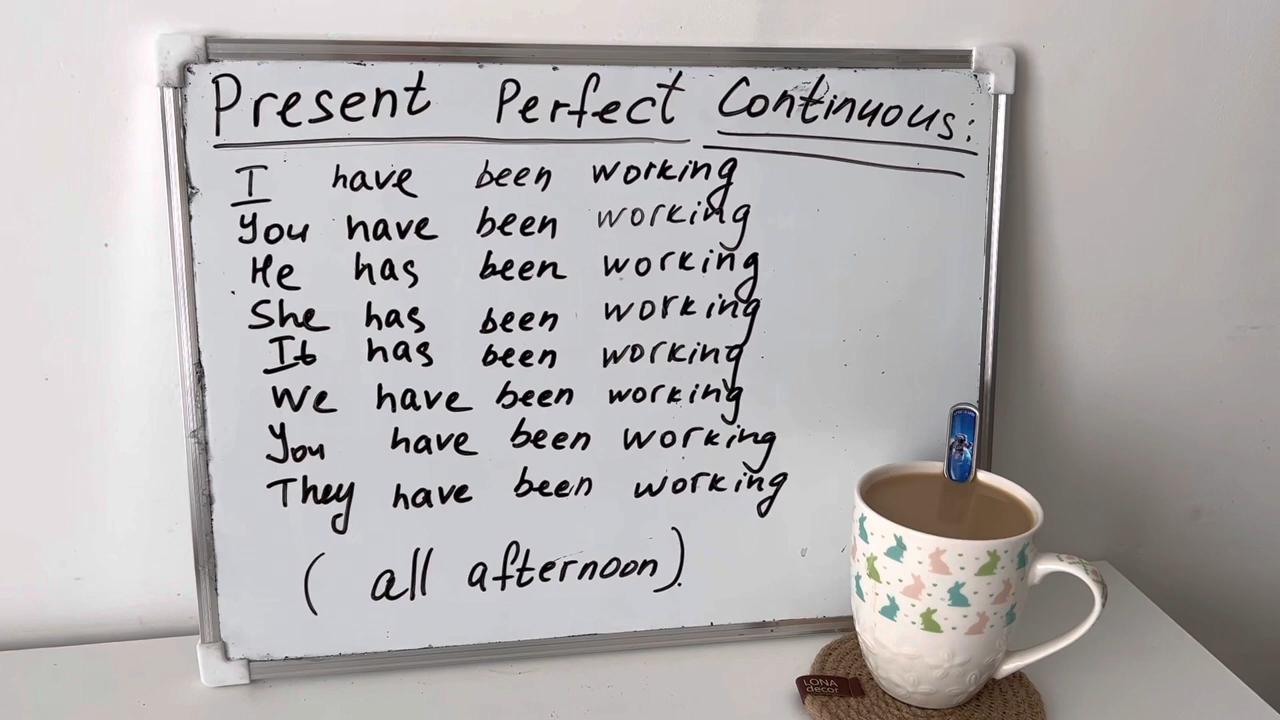 Present Perfect Continuous:
I have been working
You have been working
He has been working
She has been working
It has been working
We have been working
You have been working
They have been working
( all afternoon).
LONA
decor